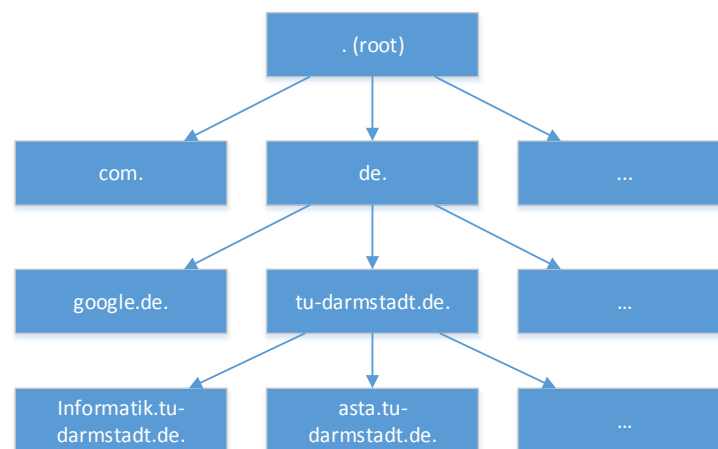 . (root)
com.
de.
...
google.de.
tu-darmstadt.de.
...
Informatik.tu-
darmstadt.de.
asta.tu-
darmstadt.de.
...